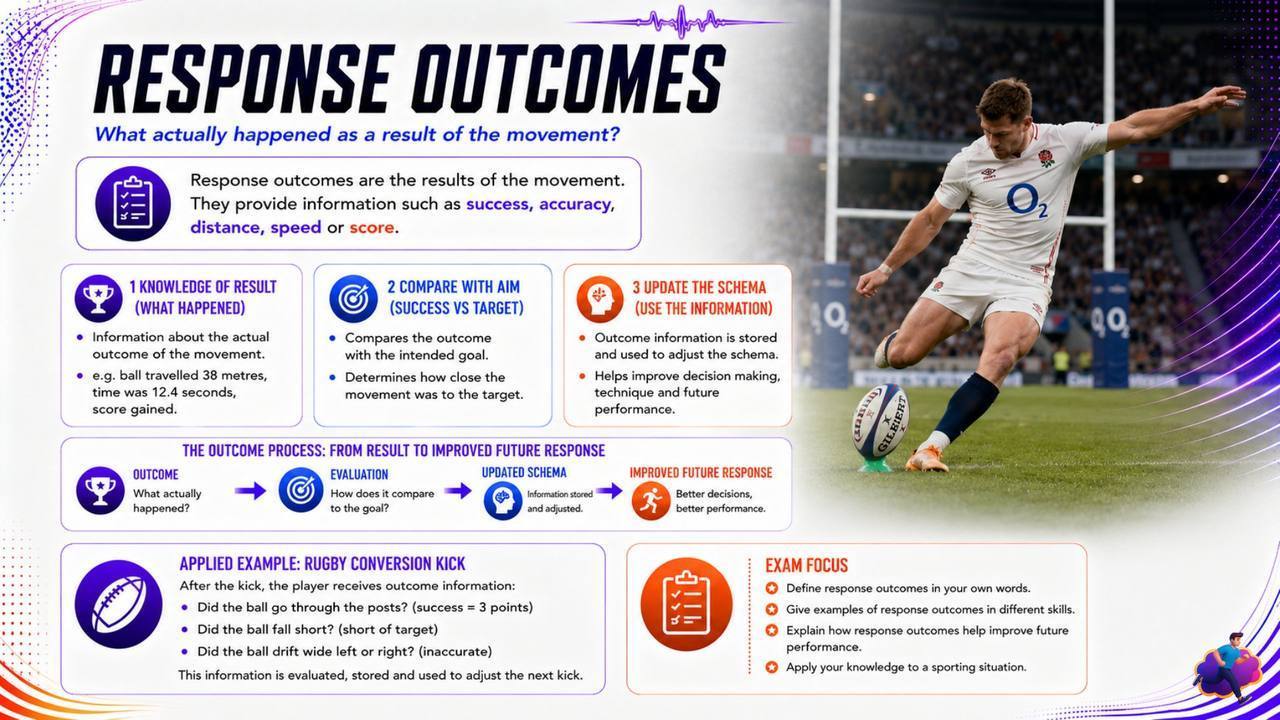 RESPONSE OUTCOMES
What actually happened as a result of the movement?
Response outcomes are the results of the movement.
They provide information such as success, accuracy,
distance, speed or score.
1 KNOWLEDGE OF RESULT
(WHAT HAPPENED)
• Information about the actual
outcome of the movement.
• e.g. ball travelled 38 metres,
time was 12.4 seconds,
score gained.
2 COMPARE WITH AIM
(SUCCESS VS TARGET)
• Compares the outcome
with the intended goal.
• Determines how close the
movement was to the target.
3 UPDATE THE SCHEMA
(USE THE INFORMATION)
• Outcome information is stored
and used to adjust the schema.
• Helps improve decision making,
technique and future
performance.
THE OUTCOME PROCESS: FROM RESULT TO IMPROVED FUTURE RESPONSE
OUTCOME
What actually
happened?
EVALUATION
How does it compare
to the goal?
UPDATED SCHEMA
Information stored
and adjusted.
IMPROVED FUTURE RESPONSE
Better decisions,
better performance.
APPLIED EXAMPLE: RUGBY CONVERSION KICK
After the kick, the player receives outcome information:
• Did the ball go through the posts? (success = 3 points)
• Did the ball fall short? (short of target)
• Did the ball drift wide left or right? (inaccurate)
This information is evaluated, stored and used to adjust the next kick.
EXAM FOCUS
Define response outcomes in your own words.
Give examples of response outcomes in different skills.
Explain how response outcomes help improve future
performance.
Apply your knowledge to a sporting situation.
O2
O2
GILBERT